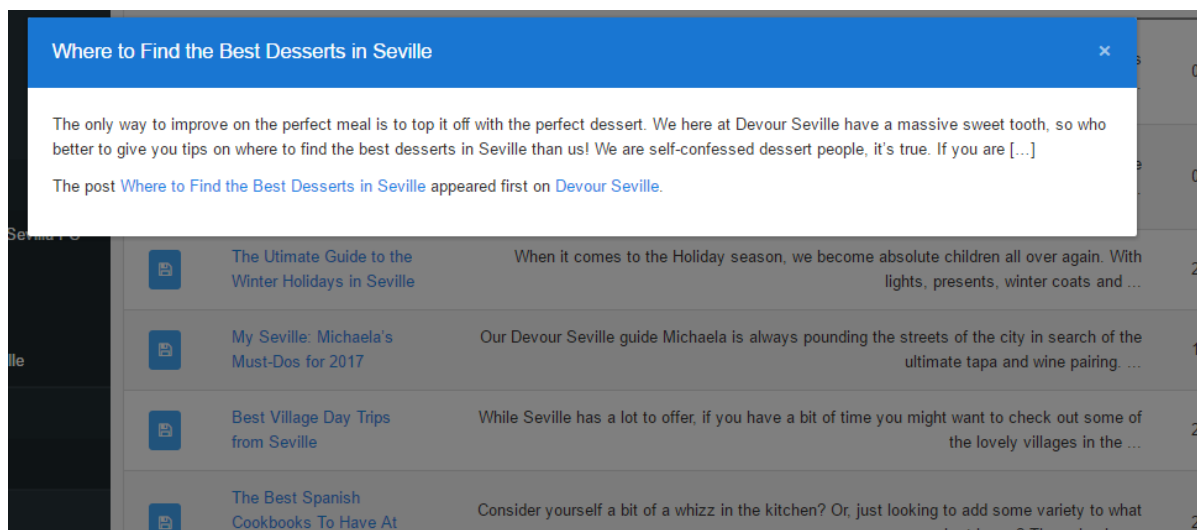 Where to Find the Best Desserts in Seville
×
The only way to improve on the perfect meal is to top it off with the perfect dessert. We here at Devour Seville have a massive sweet tooth, so who
better to give you tips on where to find the best desserts in Seville than us! We are self-confessed dessert people, it's true. If you are […]
The post Where to Find the Best Desserts in Seville appeared first on Devour Seville.
The Utimate Guide to the
Winter Holidays in Seville
When it comes to the Holiday season, we become absolute children all over again. With
lights, presents, winter coats and ...
My Seville: Michaela's
Must-Dos for 2017
Our Devour Seville guide Michaela is always pounding the streets of the city in search of the
ultimate tapa and wine pairing. ...
Best Village Day Trips
from Seville
While Seville has a lot to offer, if you have a bit of time you might want to check out some of
the lovely villages in the ...
The Best Spanish
Cookbooks To Have At
Consider yourself a bit of a whizz in the kitchen? Or, just looking to add some variety to what